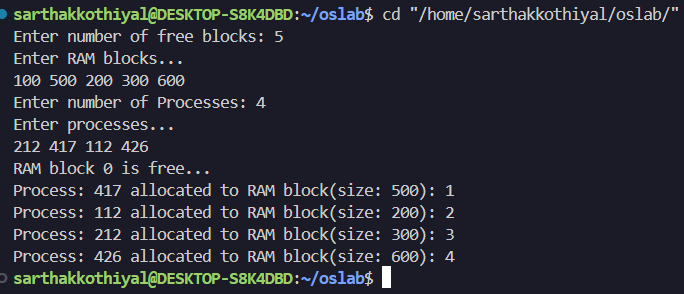 sarthakkothiyal@DESKTOP-S8K4DBD:~/oslab$ cd "/home/sarthakkothiyal/oslab/"
Enter number of free blocks: 5
Enter RAM blocks...
100 500 200 300 600
Enter number of Processes: 4
Enter processes...
212 417 112 426
RAM block 0 is free...
Process: 417 allocated to RAM block(size: 500): 1
Process: 112 allocated to RAM block(size: 200): 2
Process: 212 allocated to RAM block(size: 300): 3
Process: 426 allocated to RAM block(size: 600): 4
sarthakkothiyal@DESKTOP-S8K4DBD:~/oslab$